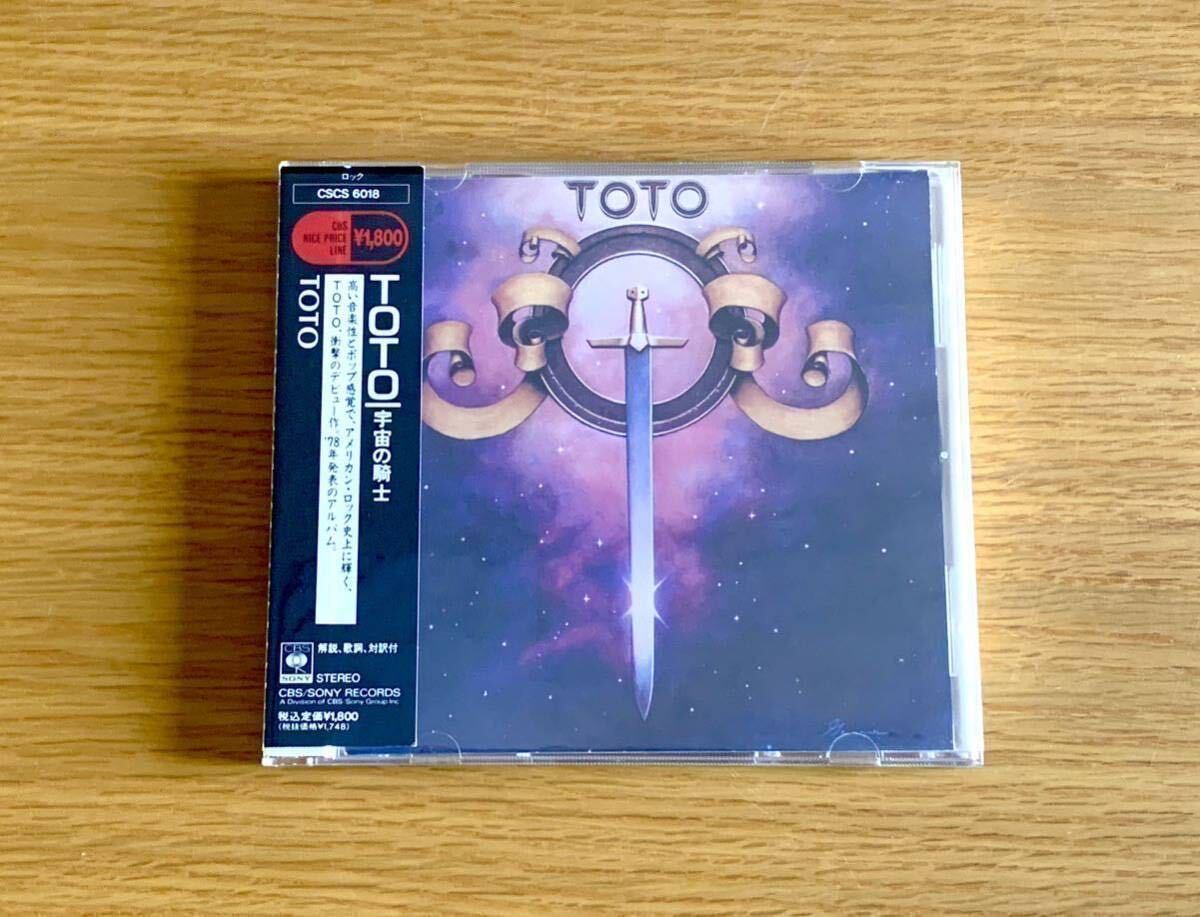 ロック
CSCS 6018
CBS
NICE PRICE
LINE
¥1,800
TOTO
宇宙の騎士
TOTO
高い音楽性とポップ感覚で、アメリカン・ロック史上に輝く、
TOTO、衝撃のデビュー作。'78年発表のアルバム。
CBS
SONY
解説、歌詞、対訳付
STEREO
CBS/SONY RECORDS
A Division of CBS/Sony Group Inc
税込定価¥1,800
(税抜価格¥1,748)
TOTO